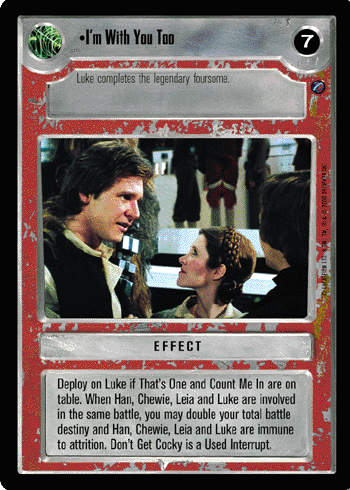 •I'm With You Too
7
Luke completes the legendary foursome.
EFFECT
Deploy on Luke if That's One and Count Me In are on
table. When Han, Chewie, Leia and Luke are involved
in the same battle, you may double your total battle
destiny and Han, Chewie, Leia and Luke are immune
to attrition. Don't Get Cocky is a Used Interrupt.